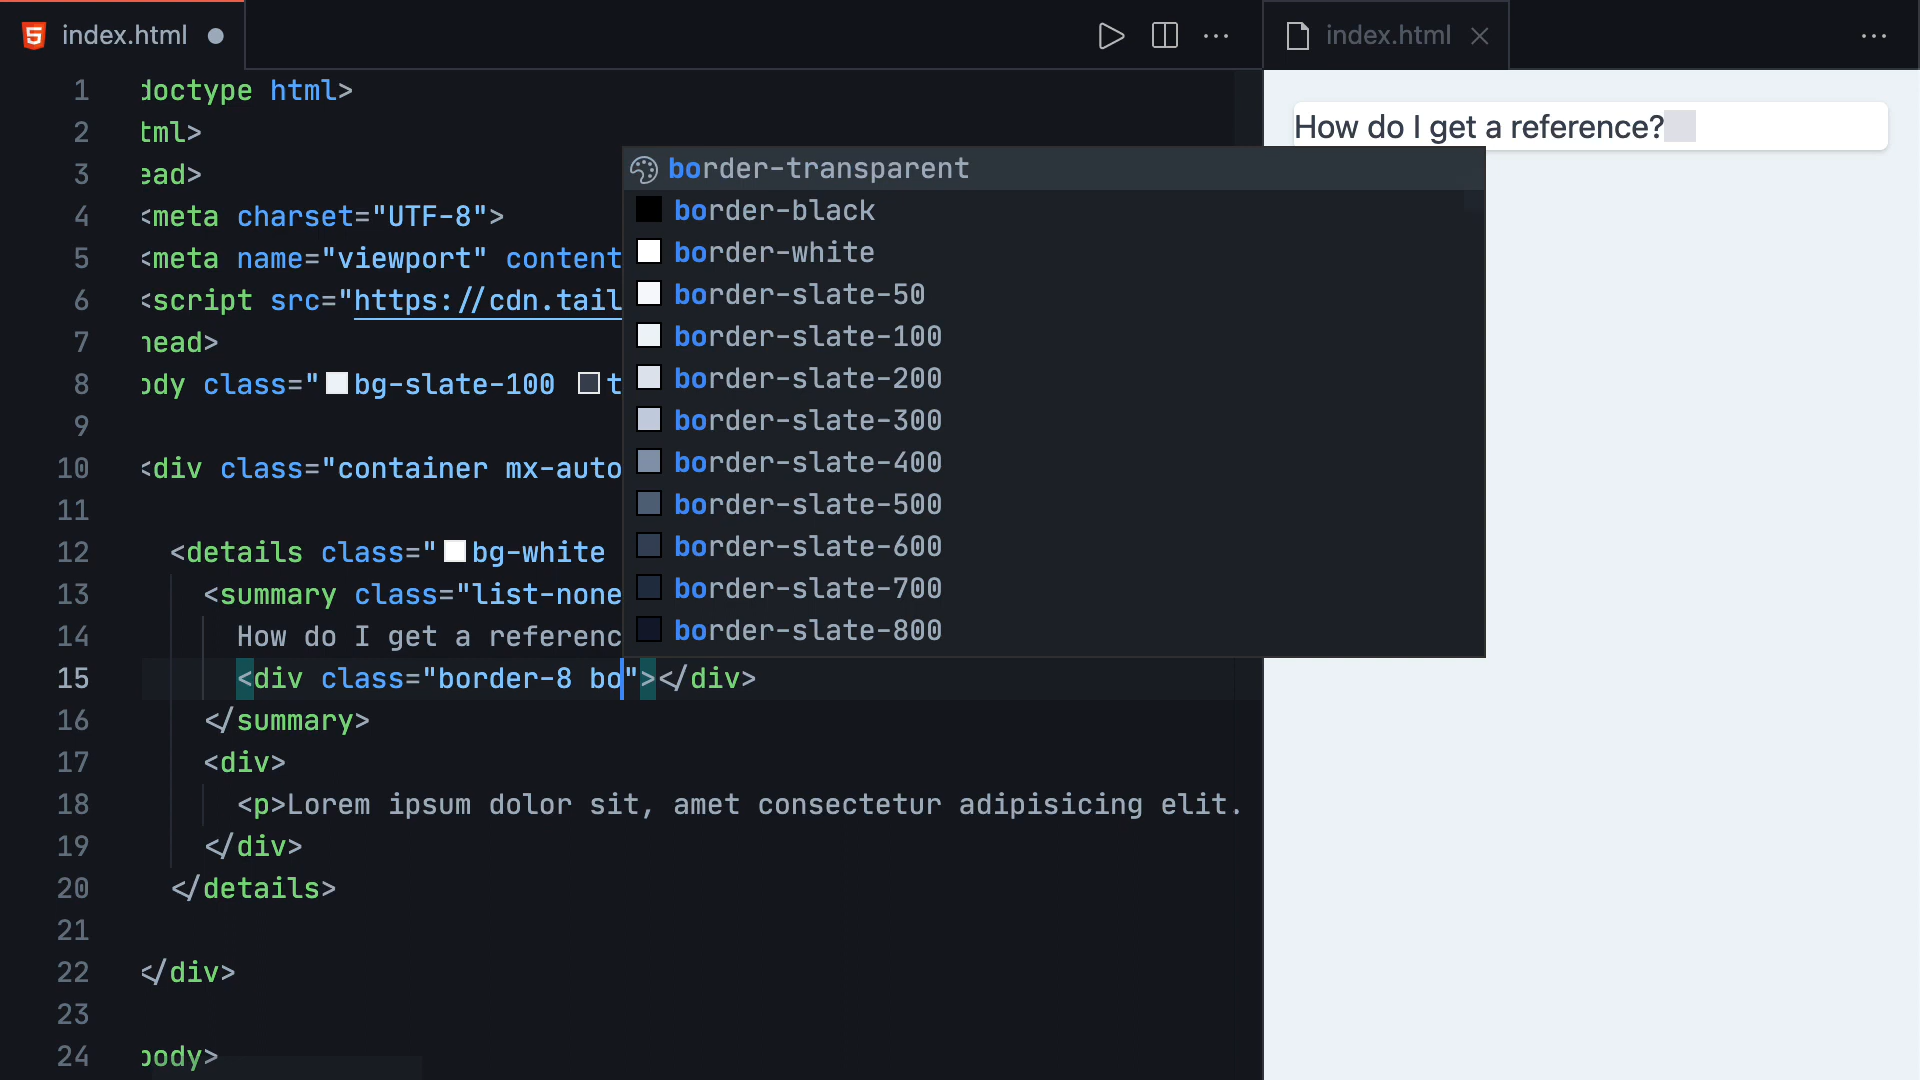 index.html
index.html
1 doctype html>
2 tml>
3 ead>
4 <meta charset="UTF-8">
5 <meta name="viewport" content
6 <script src="https://cdn.tail
7 head>
8 ody class="bg-slate-100 t
9
10 <div class="container mx-auto
11
12 <details class="bg-white
13 <summary class="list-none
14 How do I get a referenc
15 <div class="border-8 bo"></div>
16 </summary>
17 <div>
18 <p>Lorem ipsum dolor sit, amet consectetur adipisicing elit.
19 </div>
20 </details>
21
22 </div>
23
24 body>
border-transparent
border-black
border-white
border-slate-50
border-slate-100
border-slate-200
border-slate-300
border-slate-400
border-slate-500
border-slate-600
border-slate-700
border-slate-800
How do I get a reference?